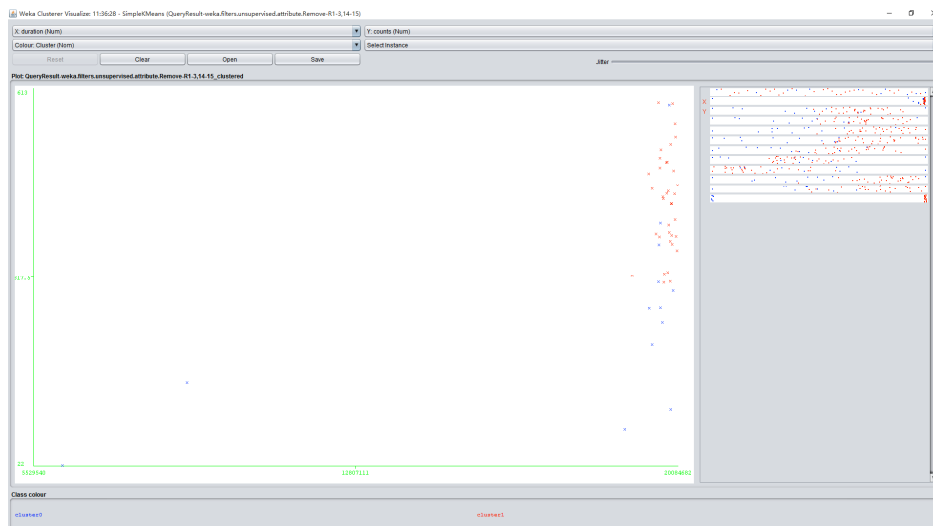 Weka Clusterer Visualize: 11:36:28 - SimpleKMeans (QueryResult-weka.filters.unsupervised.attribute.Remove-R1-3,14-15)
X: duration (Num)
Y: counts (Num)
Colour: Cluster (Nom)
Select Instance
Reset
Clear
Open
Save
Jitter
Plot: QueryResult-weka.filters.unsupervised.attribute.Remove-R1-3,14-15_clustered
X
Y
22
12807111
Class colour
cluster0
cluster1